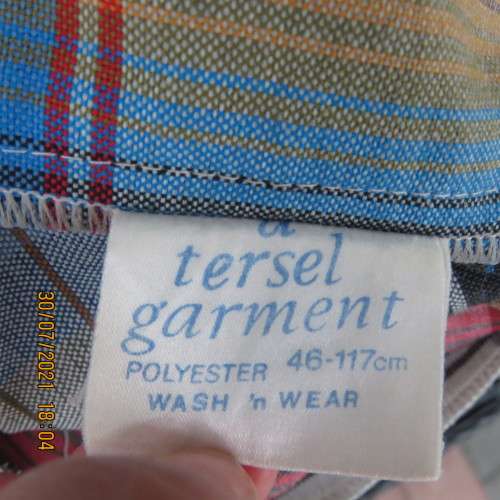 a
tersel
garment
POLYESTER 46-117cm
WASH 'n WEAR
30/07/2021 18:04